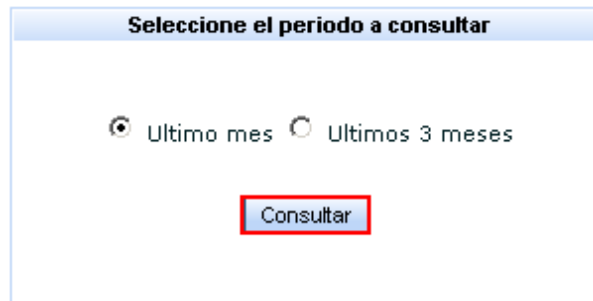 Seleccione el periodo a consultar
Ultimo mes Ultimos 3 meses
Consultar